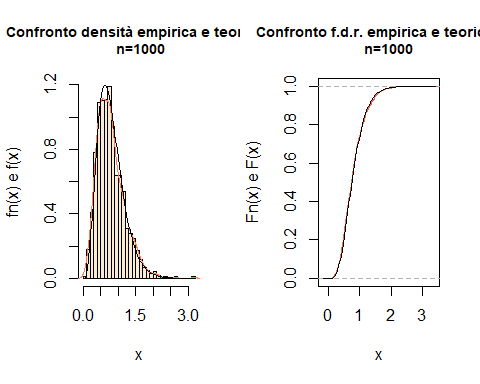 Confronto densità empirica e teor
n=1000
fn(x) e f(x)
1.2
0.8
0.4
0.0
0.0
1.5
3.0
x
Confronto f.d.r. empirica e teoric
n=1000
Fn(x) e F(x)
1.0
0.8
0.6
0.4
0.2
0.0
0
1
2
3
x